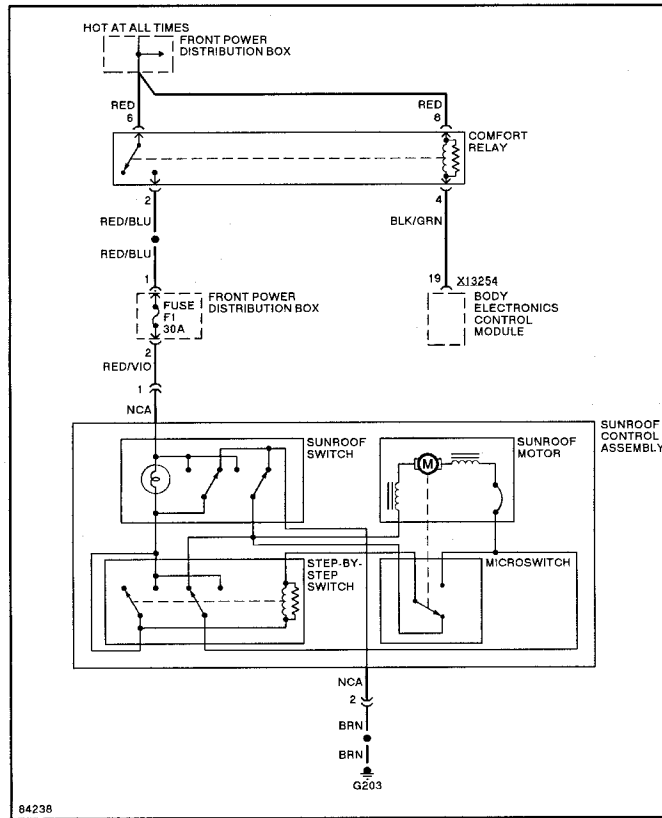 HOT AT ALL TIMES
FRONT POWER
DISTRIBUTION BOX
RED
6
RED
8
COMFORT
RELAY
2
4
RED/BLU
BLK/GRN
RED/BLU
1
19 X13254
FUSE
F1
30A
FRONT POWER
DISTRIBUTION BOX
BODY
ELECTRONICS
CONTROL
MODULE
2
RED/VIO
1
NCA
SUNROOF
CONTROL
ASSEMBLY
SUNROOF
SWITCH
SUNROOF
MOTOR
M
STEP-BY-
STEP
SWITCH
MICROSWITCH
NCA
2
BRN
BRN
G203
84238